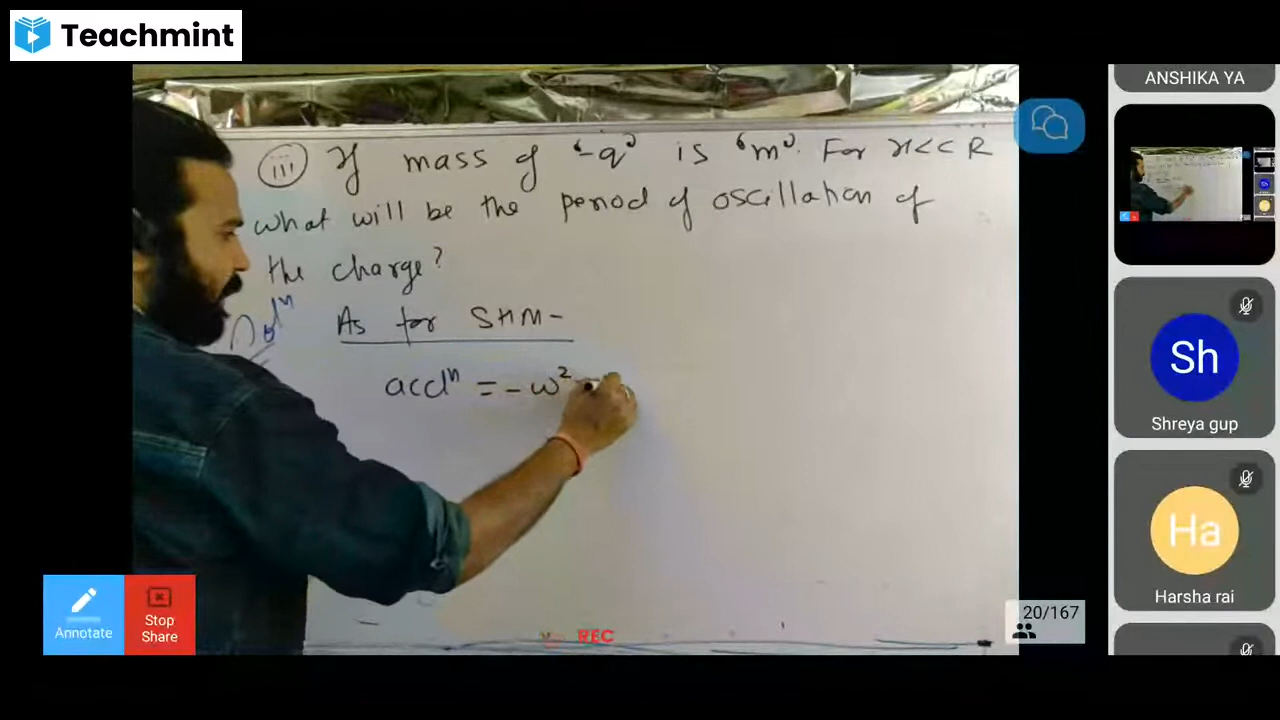 Teachmint
ANSHIKA YA
(iii) If mass of ‘-q’ is ‘m’. For x<< R
what will be the period of oscillation of
the charge?
Solⁿ As for SHM-
accⁿ = - ω²
Sh
Shreya gup
Ha
Harsha rai
Annotate
Stop
Share
20/167
REC